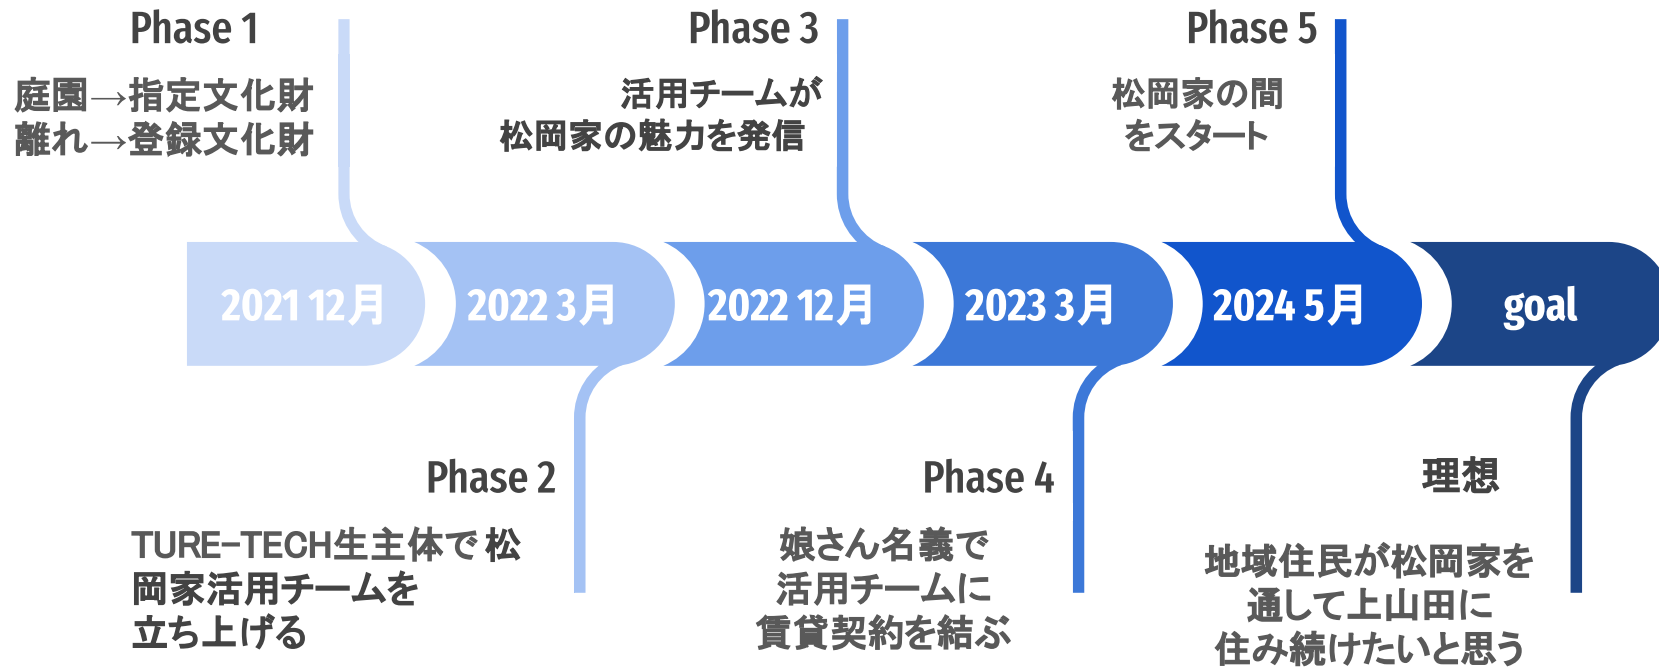 Phase 1
庭園→指定文化財
離れ→登録文化財
Phase 3
活用チームが
松岡家の魅力を発信
Phase 5
松岡家の間
をスタート
2021 12月
2022 3月
2022 12月
2023 3月
2024 5月
goal
Phase 2
TURE-TECH生主体で 松
岡家活用チームを
立ち上げる
Phase 4
娘さん名義で
活用チームに
賃貸契約を結ぶ
理想
地域住民が松岡家を
通して上山田に
住み続けたいと思う